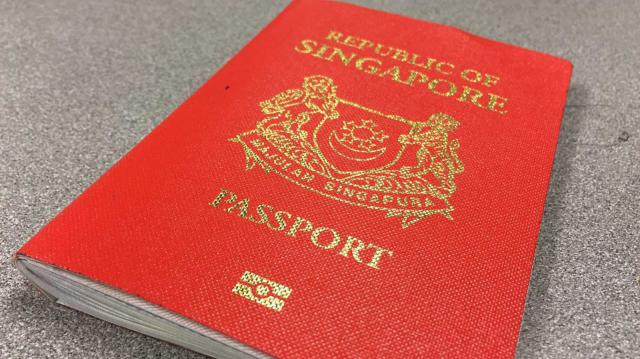 REPUBLIC OF
SINGAPORE
MAJULAH SINGAPURA
PASSPORT